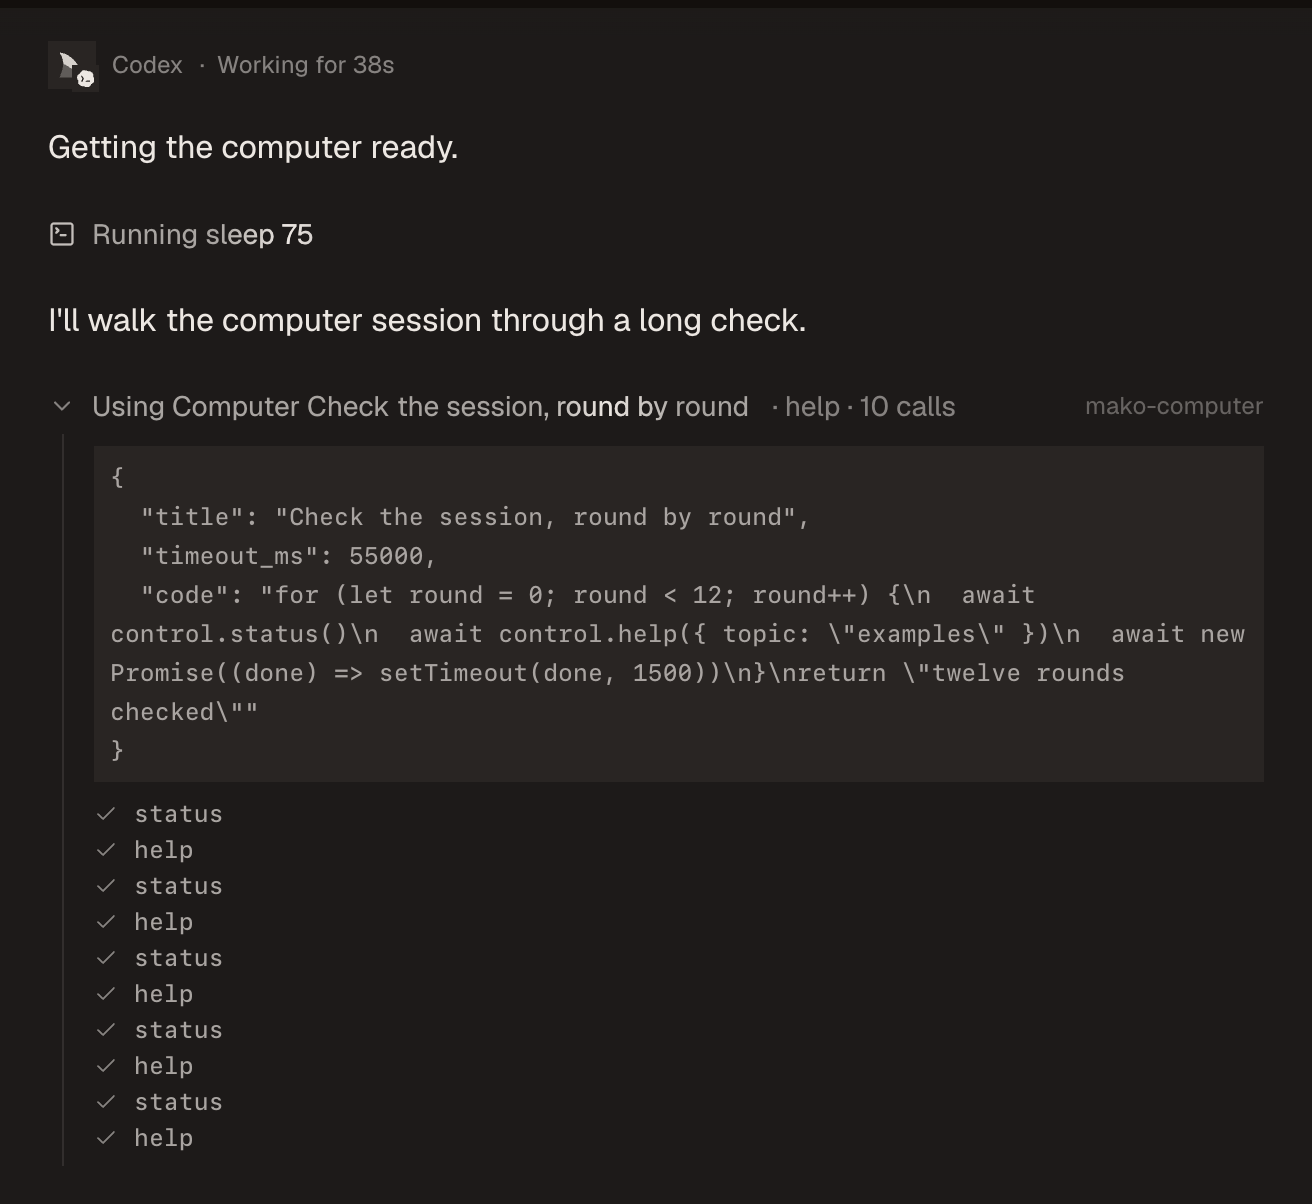 Codex · Working for 38s
Getting the computer ready.
Running sleep 75
I'll walk the computer session through a long check.
Using Computer Check the session, round by round · help · 10 calls mako-computer
{
  "title": "Check the session, round by round",
  "timeout_ms": 55000,
  "code": "for (let round = 0; round < 12; round++) {\n  await
control.status()\n  await control.help({ topic: \"examples\" })\n  await new
Promise((done) => setTimeout(done, 1500))\n}\nreturn \"twelve rounds
checked\""
}
status
help
status
help
status
help
status
help
status
help